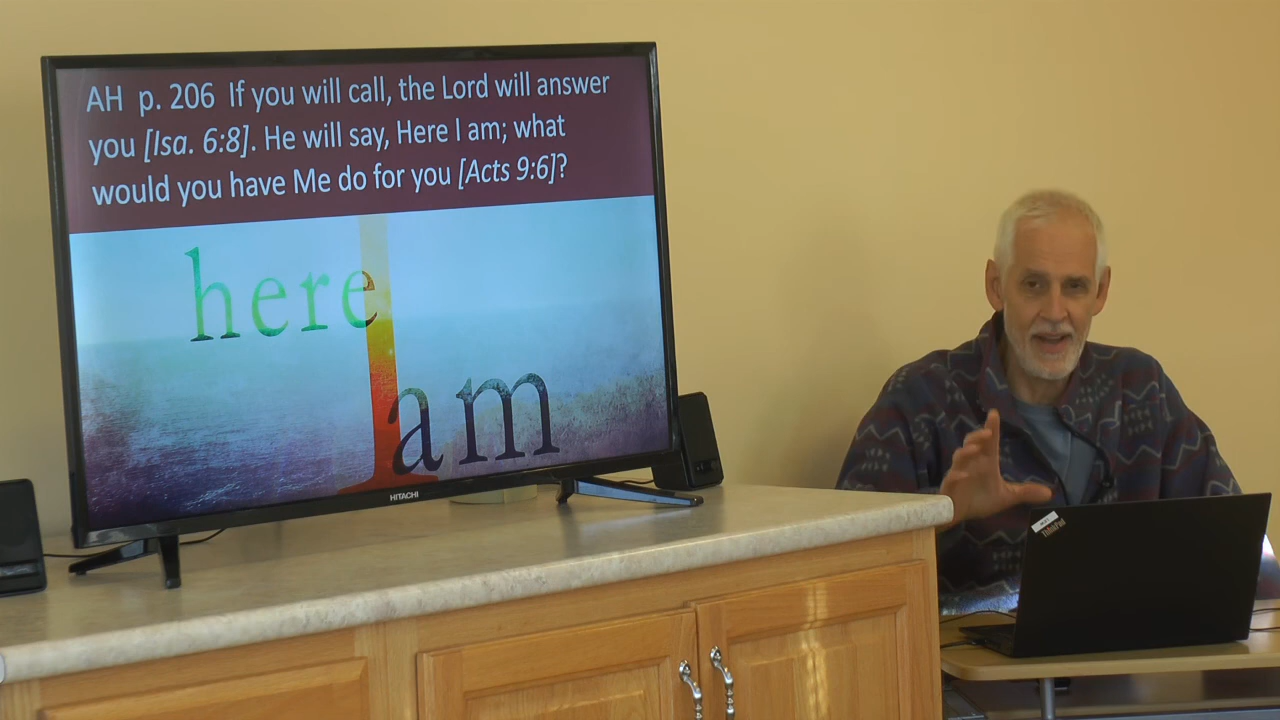 AH p. 206 If you will call, the Lord will answer
you [Isa. 6:8]. He will say, Here I am; what
would you have Me do for you [Acts 9:6]?
here
I
am
HITACHI
ThinkPad